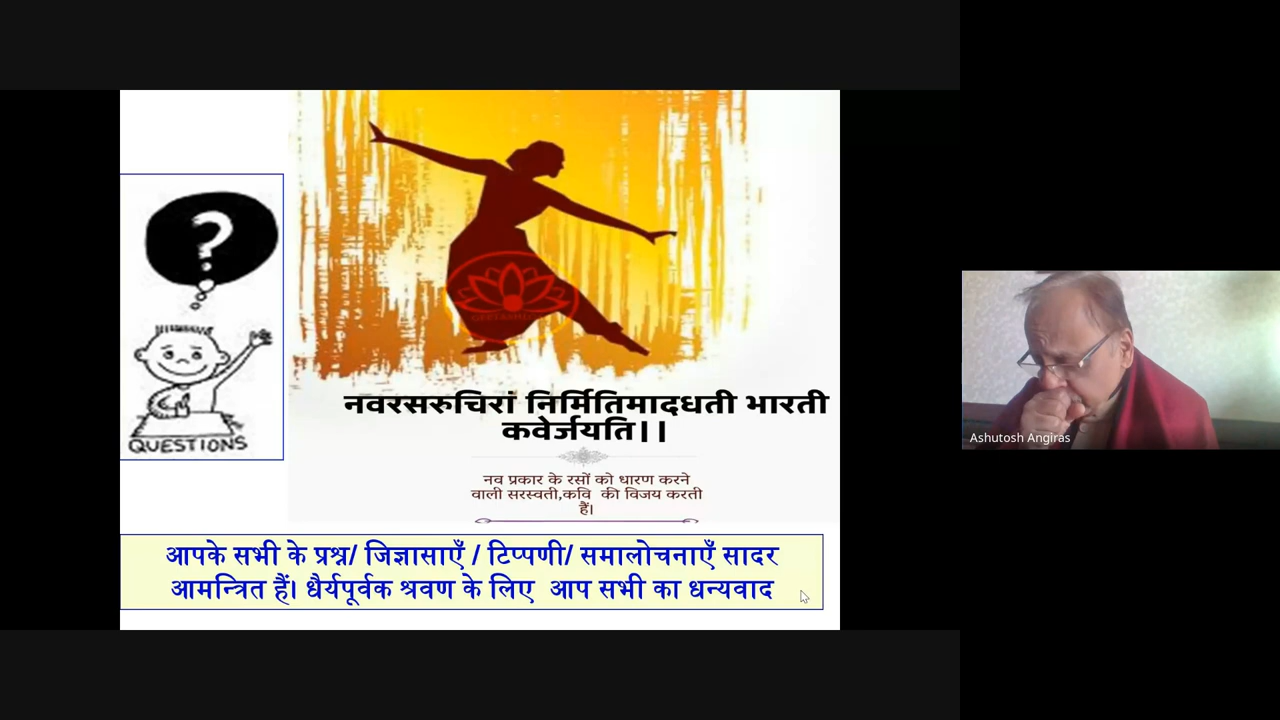 नवरसरुचिरां निर्मितिमादधती भारती
कवेर्जयति।।
नव प्रकार के रसों को धारण करने
वाली सरस्वती,कवि की विजय करती
हैं।
QUESTIONS
आपके सभी के प्रश्न/ जिज्ञासाएँ / टिप्पणी/ समालोचनाएँ सादर
आमन्त्रित हैं। धैर्यपूर्वक श्रवण के लिए आप सभी का धन्यवाद
Ashutosh Angiras